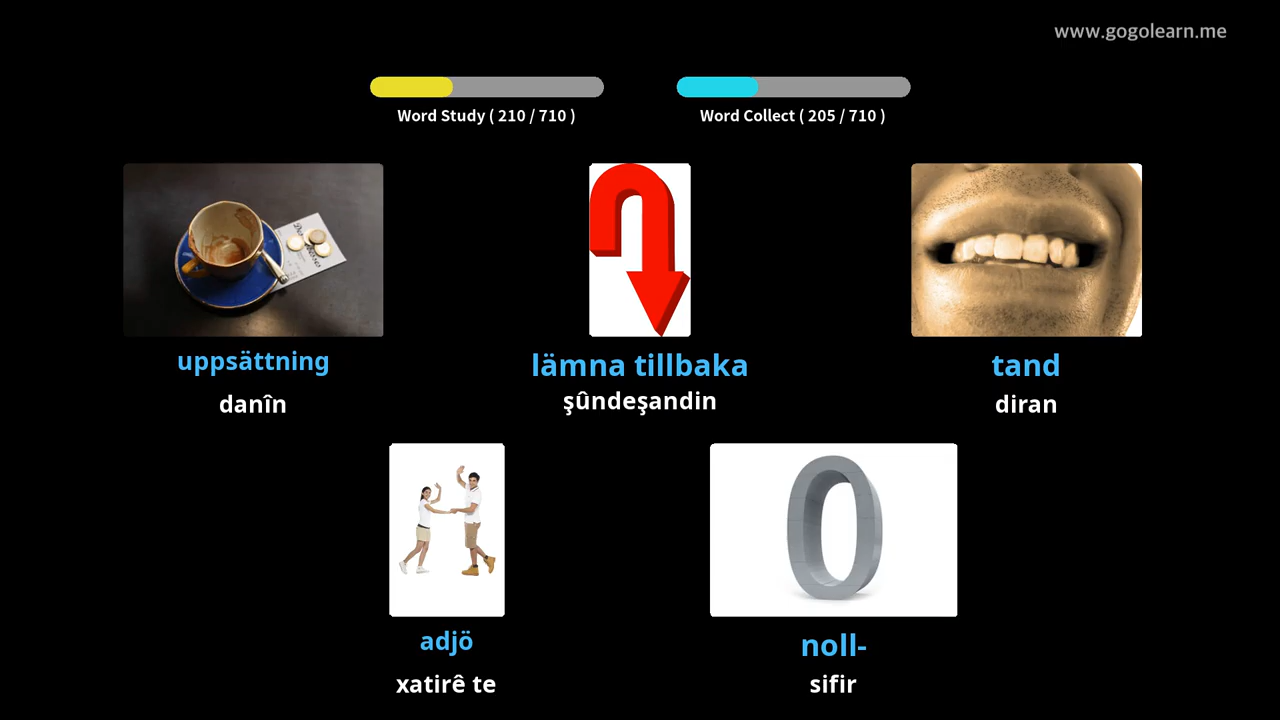 www.gogolearn.me
Word Study ( 210 / 710 )
Word Collect ( 205 / 710 )
uppsättning
danîn
lämna tillbaka
şûndeşandin
tand
diran
adjö
xatirê te
noll-
sifir